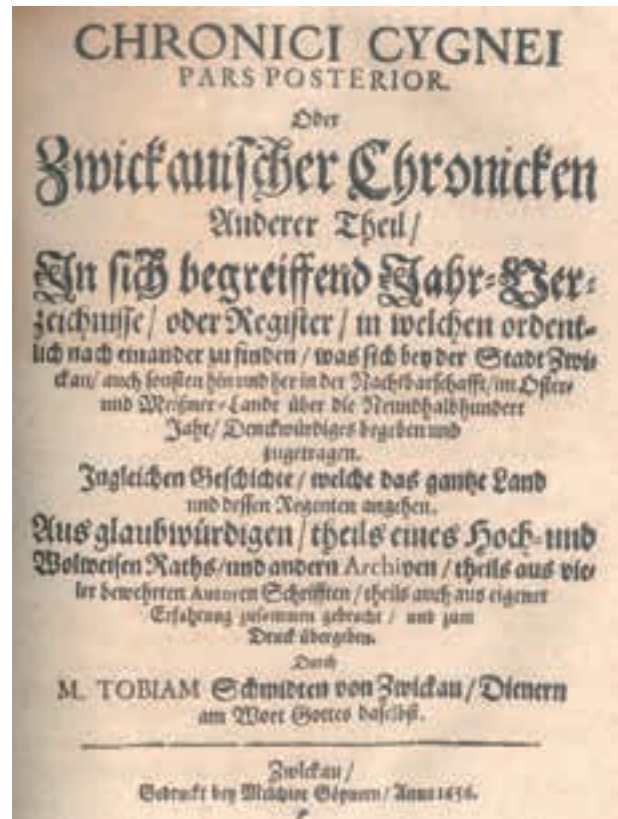 CHRONICI CYGNEI
PARS POSTERIOR.
Oder
Zwickauischer Chronicken
Anderer Theil/
In sich begreiffend Jahr-Ver-
zeichnisse/ oder Register/ in welchen ordent-
lich nach einander zu finden/ was sich bey der Stadt Zwi-
ckau/ auch sonsten hin und her in der Nachbarschafft/ im Oster-
und Meißner-Lande über die Neundhalbhundert
Jahr/ Denckwürdiges begeben und
zugetragen.
Ingleichen Geschichte/ welche das gantze Land
und dessen Regenten angehen.
Aus glaubwürdigen/ theils eines Hoch- und
Wolweisen Raths/ und andern Archiven/ theils aus vie-
ler bewehrten Autoren Schrifften/ theils auch aus eigener
Erfahrung zusammen gebracht/ und zum
Druck übergeben.
Durch
M. TOBIAM Schmidten von Zwickau/ Dienern
am Wort Gottes daselbst.
Zwickau/
Gedruckt bey Melchior Göpnern/ Anno 1656.